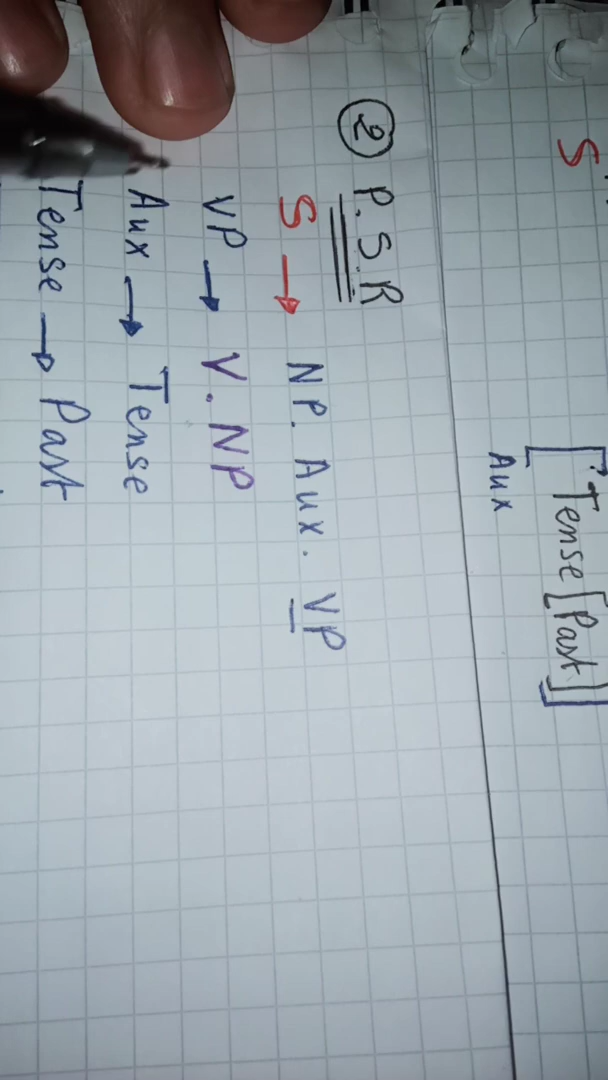 S
[Tense[Past]]
Aux
② P.S.R
S → NP. Aux. VP
VP → V. NP
Aux → Tense
Tense → Past